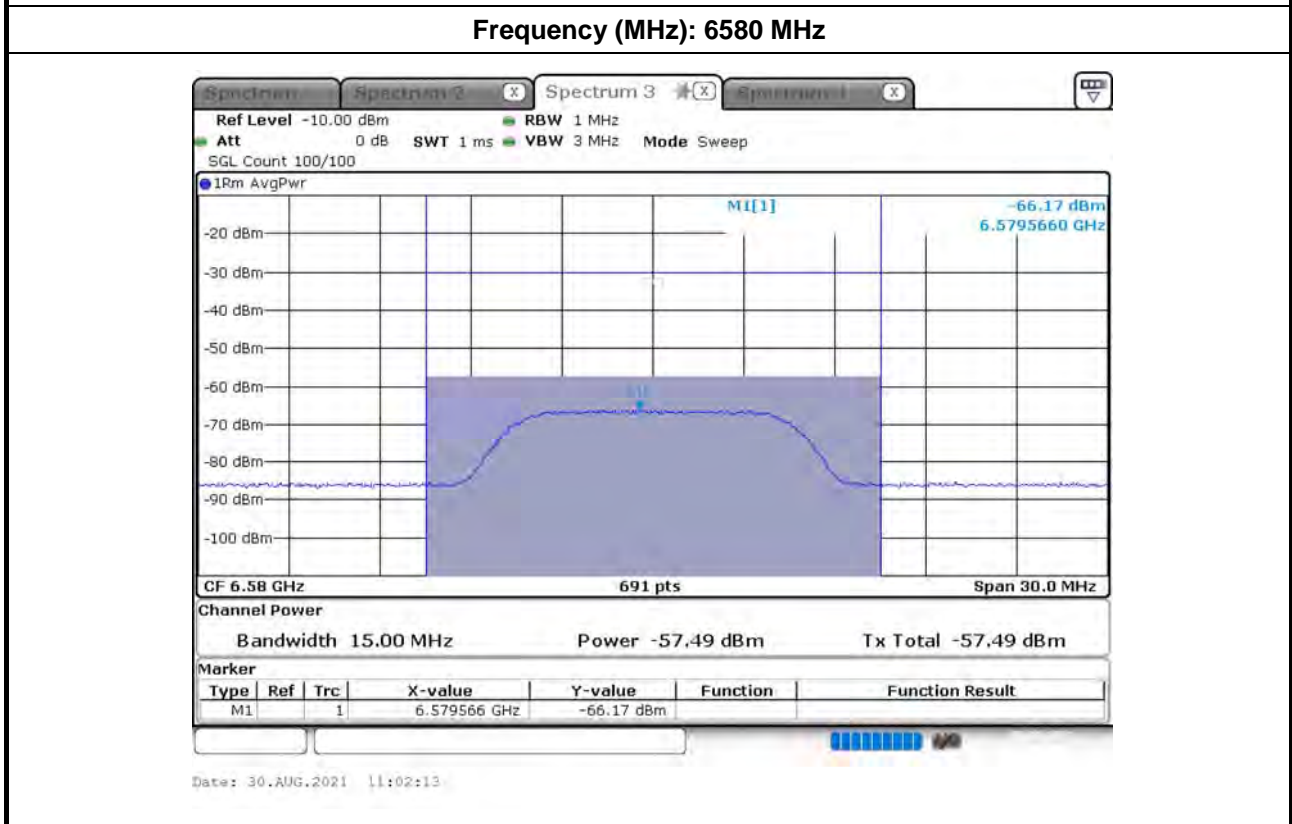 Frequency (MHz): 6580 MHz
Spectrum Spectrum 2 X Spectrum 3 X X
Ref Level -10.00 dBm RBW 1 MHz
Att 0 dB SWT 1 ms VBW 3 MHz Mode Sweep
SGL Count 100/100
1Rm AvgPwr
M1[1] -66.17 dBm
6.5795660 GHz
-20 dBm
-30 dBm
-40 dBm
-50 dBm
-60 dBm
M1
-70 dBm
-80 dBm
-90 dBm
-100 dBm
CF 6.58 GHz 691 pts Span 30.0 MHz
Channel Power
Bandwidth 15.00 MHz Power -57.49 dBm Tx Total -57.49 dBm
Marker
Type Ref Trc X-value Y-value Function Function Result
M1 1 6.579566 GHz -66.17 dBm
Date: 30.AUG.2021 11:02:13